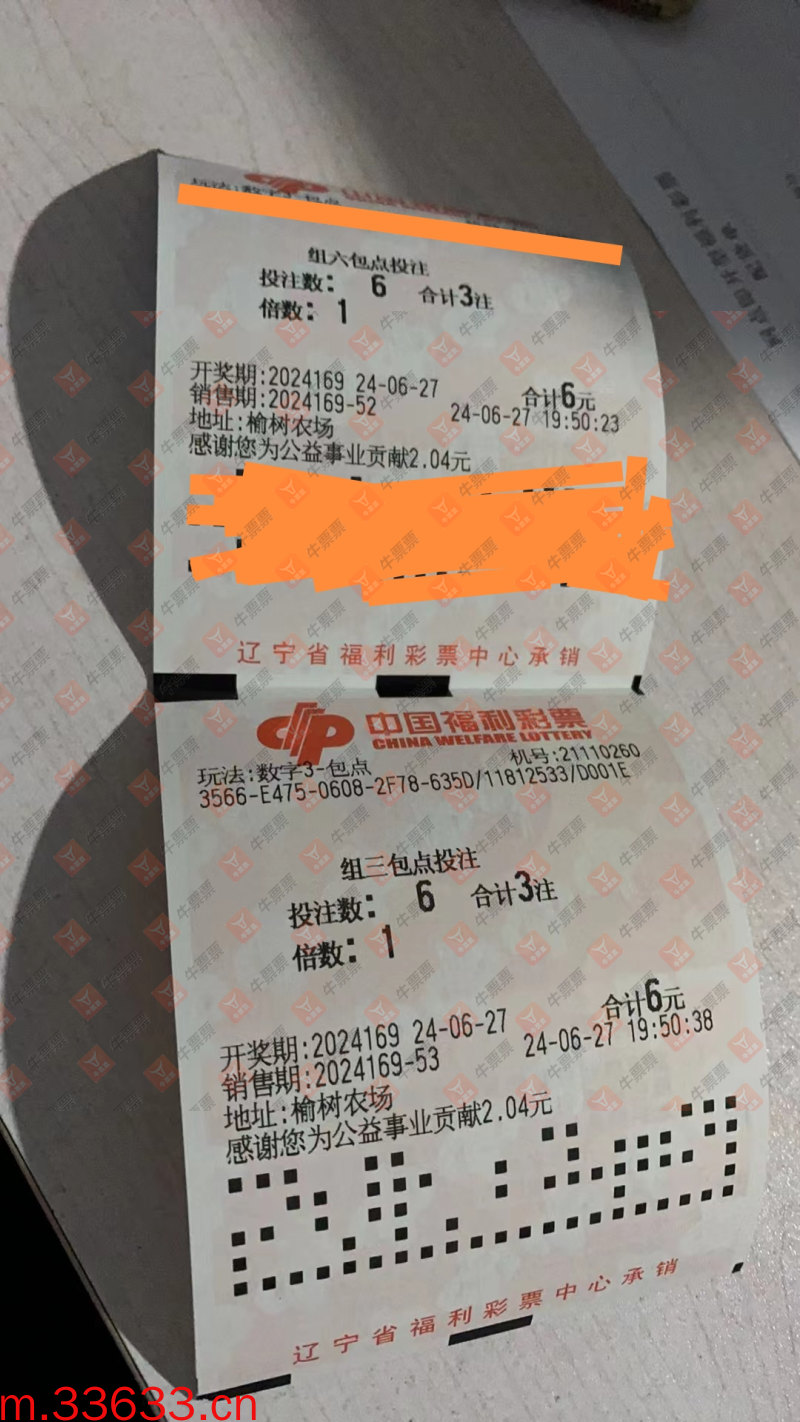 组六包点投注
投注数: 6 合计3注
倍数: 1
合计6元
开奖期:2024169 24-06-27
销售期:2024169-52 24-06-27 19:50:23
地址:榆树农场
感谢您为公益事业贡献2.04元
辽宁省福利彩票中心承销
中国福利彩票
CHINA WELFARE LOTTERY
玩法:数字3-包点 机号:21110260
3566-E475-0608-2F78-635D/11812533/D001E
组三包点投注
投注数: 6 合计3注
倍数: 1
合计6元
开奖期:2024169 24-06-27
销售期:2024169-53 24-06-27 19:50:38
地址:榆树农场
感谢您为公益事业贡献2.04元
辽宁省福利彩票中心承销
牛票票
m.33633.cn